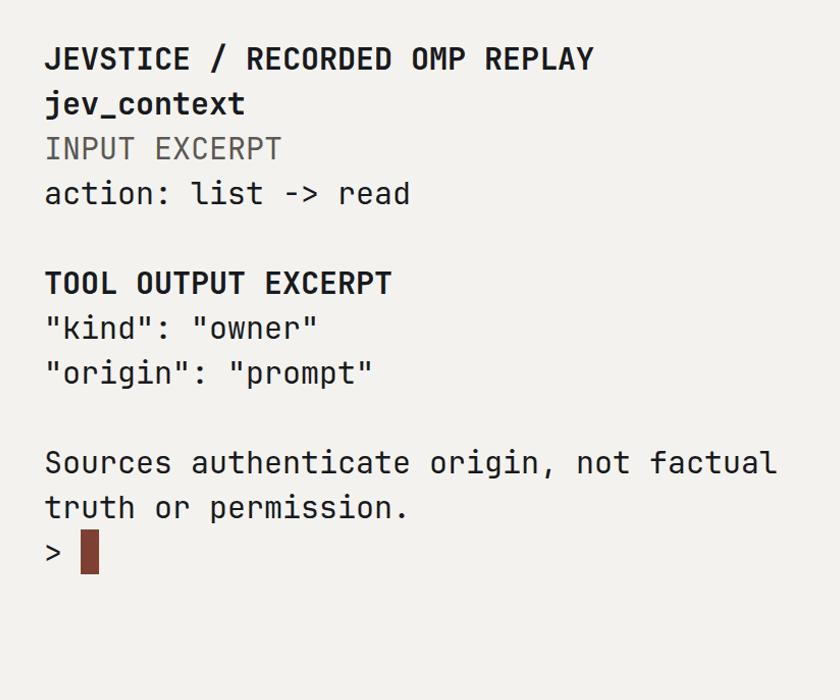 JEVSTICE / RECORDED OMP REPLAY
jev_context
INPUT EXCERPT
action: list -> read
TOOL OUTPUT EXCERPT
"kind": "owner"
"origin": "prompt"
Sources authenticate origin, not factual
truth or permission.
>